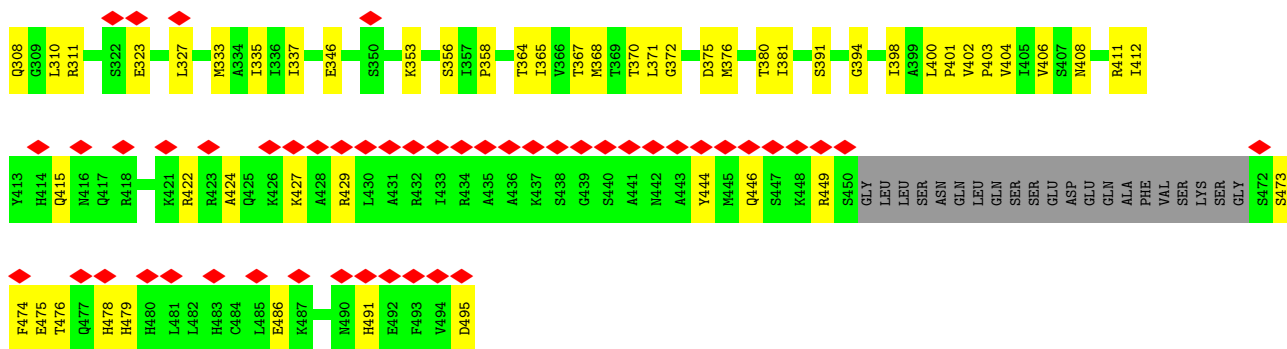 Q308 G309 L310 R311 S322 E323 L327 M333 A334 I335 I336 I337 E346 S350 K353 S356 I357 P358 T364 I365 V366 T367 M368 T369 T370 L371 G372 D375 M376 T380 I381 S391 G394 I398 A399 L400 P401 V402 P403 V404 I405 V406 S407 N408 R411 I412
Y413 H414 Q415 N416 Q417 R418 K421 R422 R423 A424 Q425 K426 K427 A428 R429 L430 A431 R432 I433 R434 A435 A436 K437 S438 G439 S440 A441 N442 A443 Y444 M445 Q446 S447 K448 R449 S450 GLY LEU LEU SER ASN GLN LEU GLN SER SER GLU ASP GLU GLN ALA PHE VAL SER LYS SER GLY S472 S473
F474 E475 T476 Q477 H478 H479 H480 L481 L482 H483 C484 L485 E486 K487 N490 H491 E492 F493 V494 D495